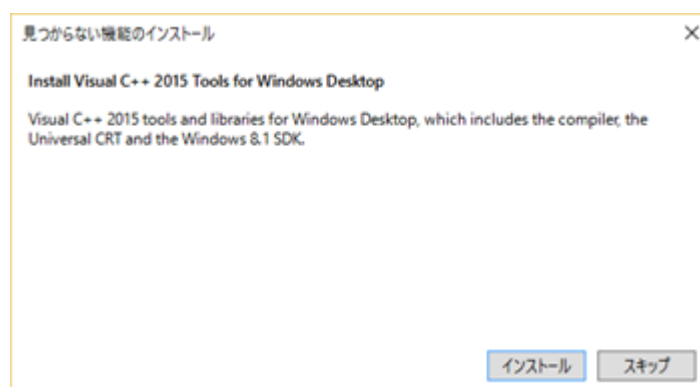 見つからない機能のインストール
Install Visual C++ 2015 Tools for Windows Desktop
Visual C++ 2015 tools and libraries for Windows Desktop, which includes the compiler, the
Universal CRT and the Windows 8.1 SDK.
インストール スキップ